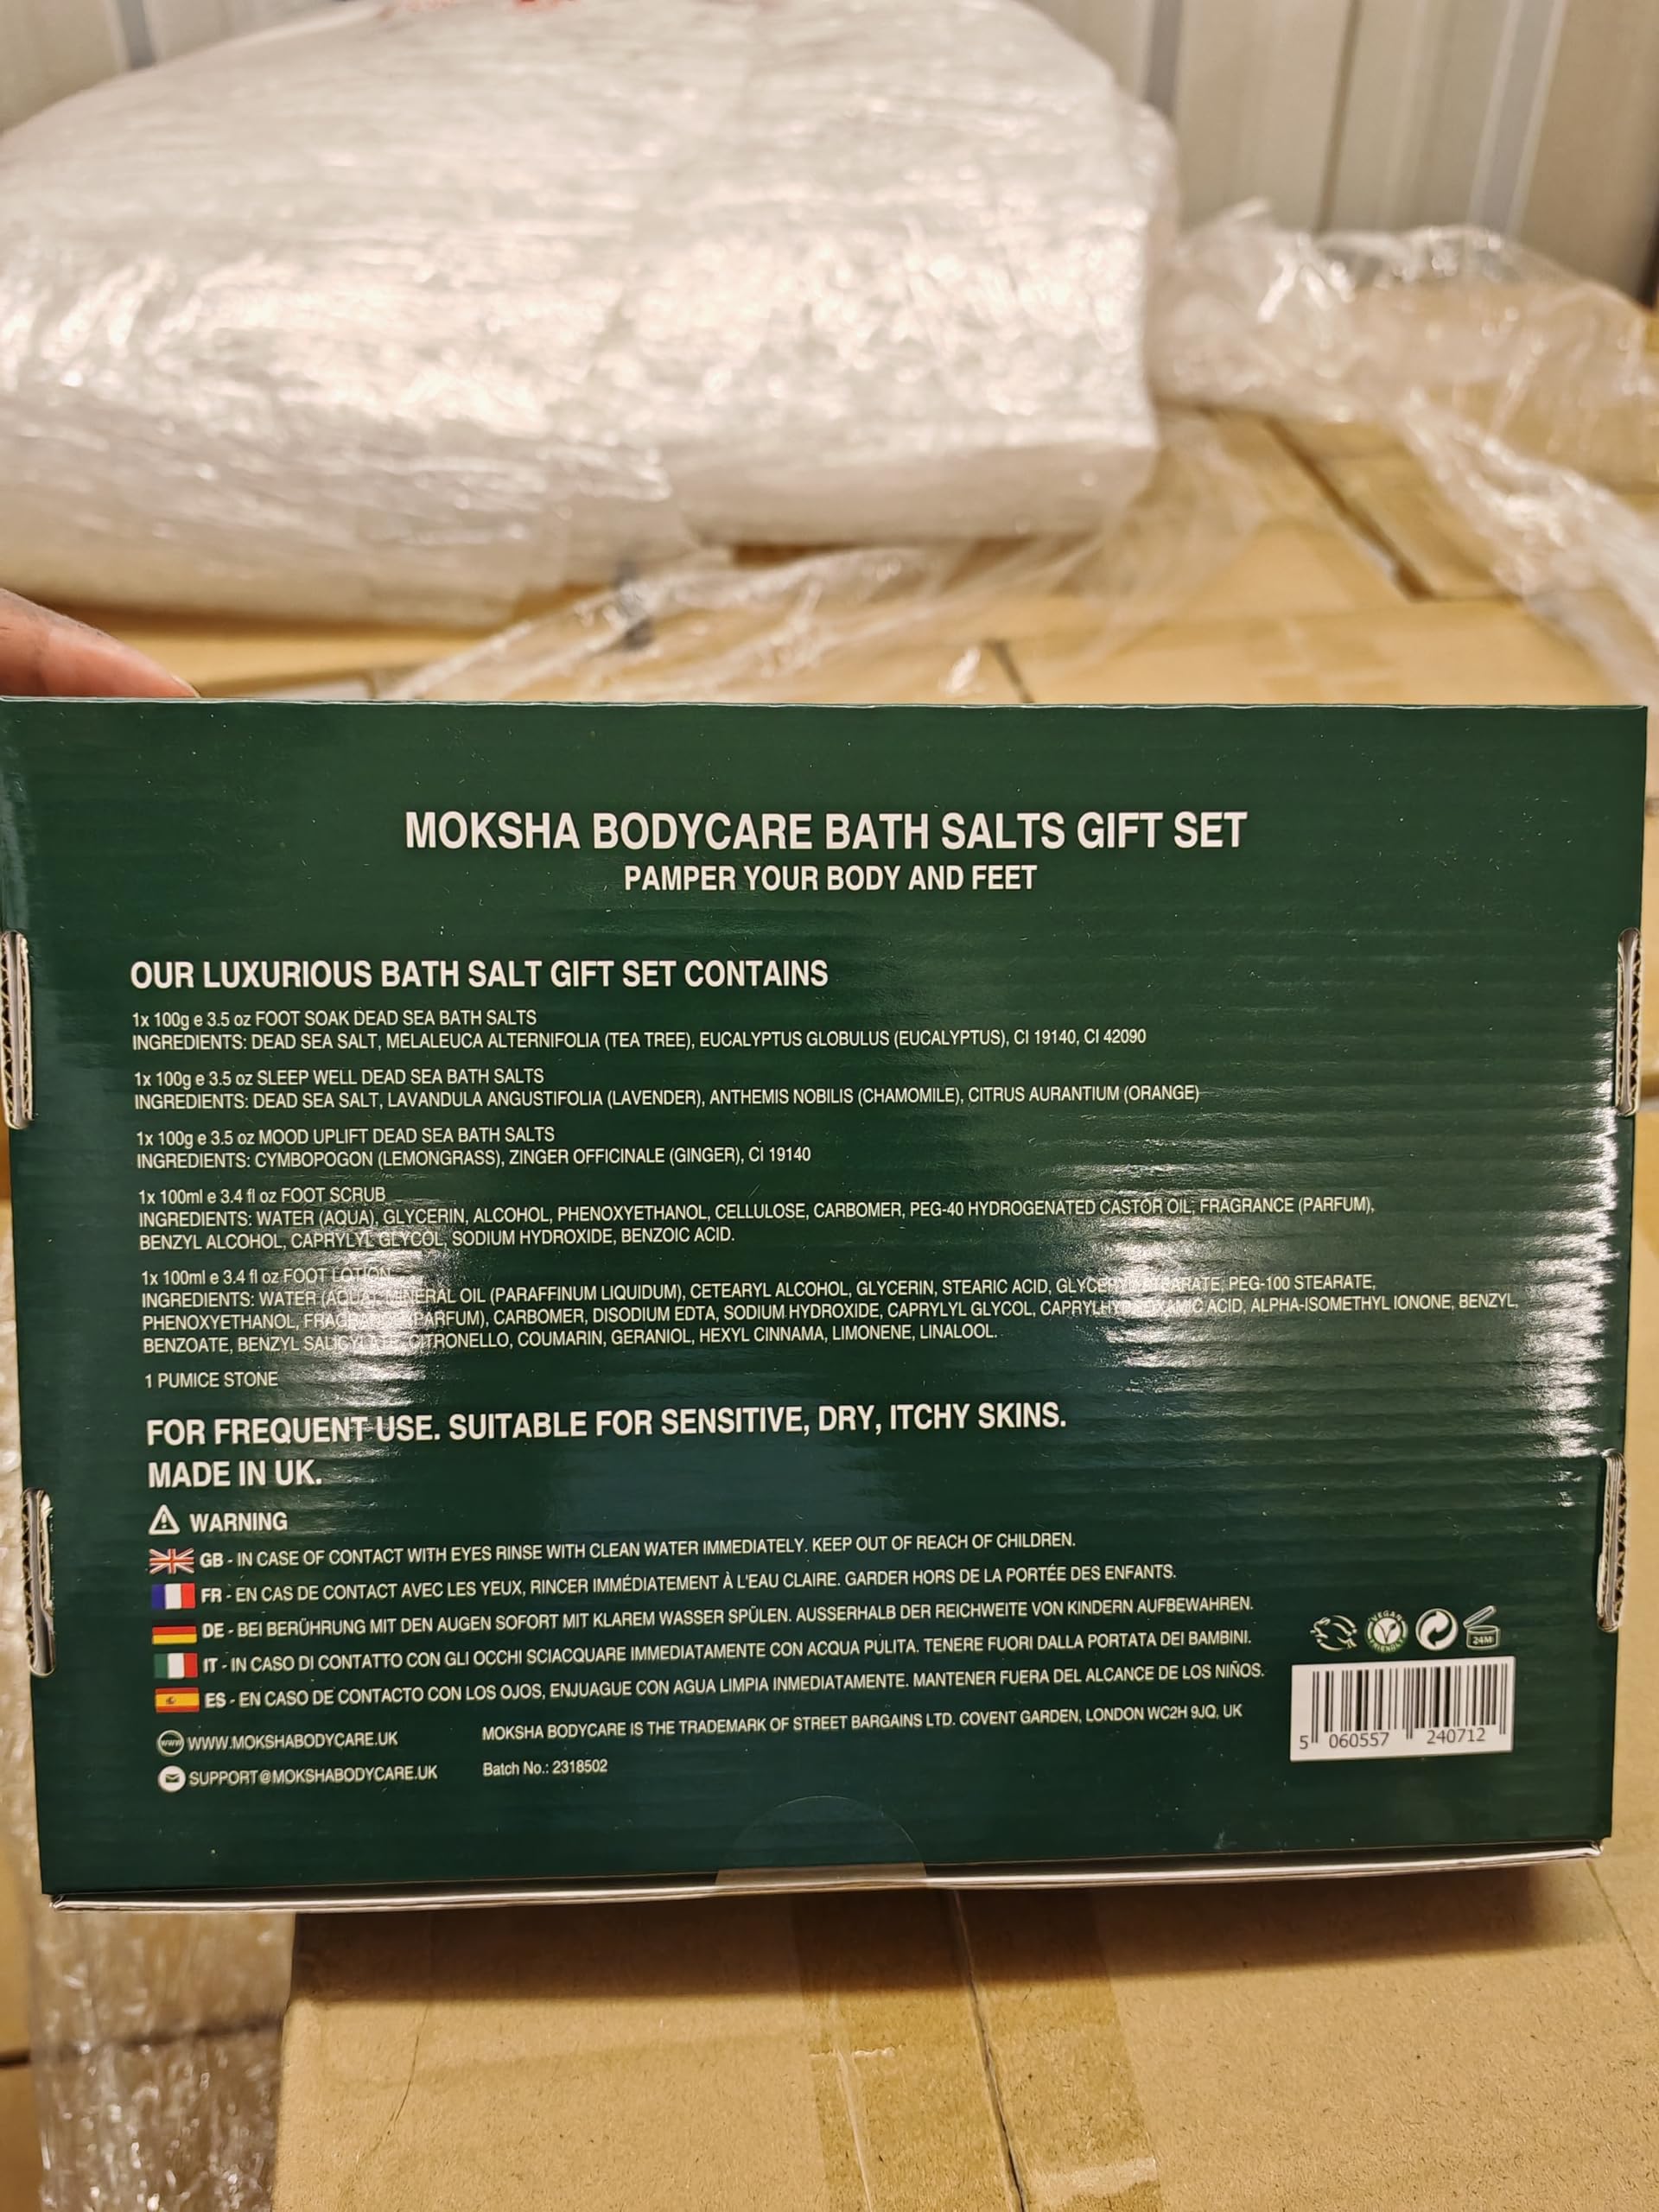 MOKSHA BODYCARE BATH SALTS GIFT SET
PAMPER YOUR BODY AND FEET
OUR LUXURIOUS BATH SALT GIFT SET CONTAINS
1x 100g e 3.5 oz FOOT SOAK DEAD SEA BATH SALTS
INGREDIENTS: DEAD SEA SALT, MELALEUCA ALTERNIFOLIA (TEA TREE), EUCALYPTUS GLOBULUS (EUCALYPTUS), CI 19140, CI 42090
1x 100g e 3.5 oz SLEEP WELL DEAD SEA BATH SALTS
INGREDIENTS: DEAD SEA SALT, LAVANDULA ANGUSTIFOLIA (LAVENDER), ANTHEMIS NOBILIS (CHAMOMILE), CITRUS AURANTIUM (ORANGE)
1x 100g e 3.5 oz MOOD UPLIFT DEAD SEA BATH SALTS
INGREDIENTS: CYMBOPOGON (LEMONGRASS), ZINGER OFFICINALE (GINGER), CI 19140
1x 100ml e 3.4 fl oz FOOT SCRUB
INGREDIENTS: WATER (AQUA), GLYCERIN, ALCOHOL, PHENOXYETHANOL, CELLULOSE, CARBOMER, PEG-40 HYDROGENATED CASTOR OIL, FRAGRANCE (PARFUM),
BENZYL ALCOHOL, CAPRYLYL GLYCOL, SODIUM HYDROXIDE, BENZOIC ACID.
1x 100ml e 3.4 fl oz FOOT LOTION
INGREDIENTS: WATER (AQUA), MINERAL OIL (PARAFFINUM LIQUIDUM), CETEARYL ALCOHOL, GLYCERIN, STEARIC ACID, GLYCERYL STEARATE, PEG-100 STEARATE,
PHENOXYETHANOL, FRAGRANCE (PARFUM), CARBOMER, DISODIUM EDTA, SODIUM HYDROXIDE, CAPRYLYL GLYCOL, CAPRYLHYDROXAMIC ACID, ALPHA-ISOMETHYL IONONE, BENZYL,
BENZOATE, BENZYL SALICYLATE, CITRONELLO, COUMARIN, GERANIOL, HEXYL CINNAMA, LIMONENE, LINALOOL.
1 PUMICE STONE
FOR FREQUENT USE. SUITABLE FOR SENSITIVE, DRY, ITCHY SKINS.
MADE IN UK.
WARNING
GB - IN CASE OF CONTACT WITH EYES RINSE WITH CLEAN WATER IMMEDIATELY. KEEP OUT OF REACH OF CHILDREN.
FR - EN CAS DE CONTACT AVEC LES YEUX, RINCER IMMÉDIATEMENT À L'EAU CLAIRE. GARDER HORS DE LA PORTÉE DES ENFANTS.
DE - BEI BERÜHRUNG MIT DEN AUGEN SOFORT MIT KLAREM WASSER SPÜLEN. AUSSERHALB DER REICHWEITE VON KINDERN AUFBEWAHREN.
IT - IN CASO DI CONTATTO CON GLI OCCHI SCIACQUARE IMMEDIATAMENTE CON ACQUA PULITA. TENERE FUORI DALLA PORTATA DEI BAMBINI.
ES - EN CASO DE CONTACTO CON LOS OJOS, ENJUAGUE CON AGUA LIMPIA INMEDIATAMENTE. MANTENER FUERA DEL ALCANCE DE LOS NIÑOS.
VEGAN FRIENDLY
24M
WWW
WWW.MOKSHABODYCARE.UK
MOKSHA BODYCARE IS THE TRADEMARK OF STREET BARGAINS LTD. COVENT GARDEN, LONDON WC2H 9JQ, UK
SUPPORT@MOKSHABODYCARE.UK
Batch No.: 2318502
5 060557 240712